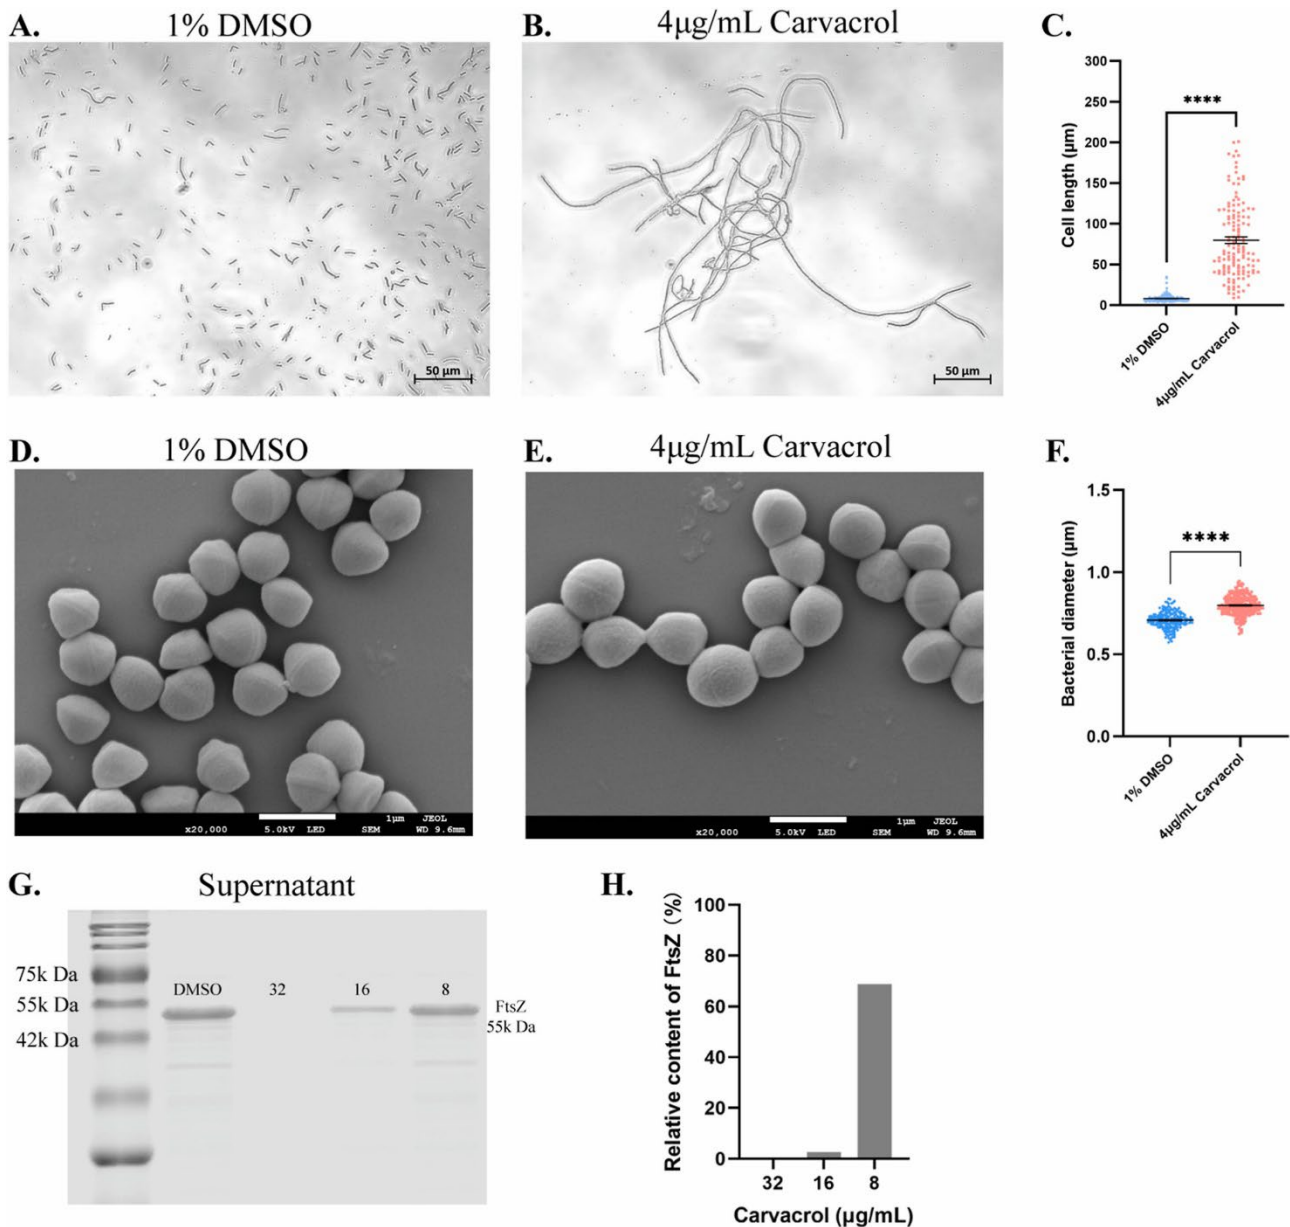 A.
1% DMSO
50 μm
B.
4μg/mL Carvacrol
50 μm
C.
300
250
200
150
100
50
0
Cell length (μm)
****
1% DMSO
4μg/mL Carvacrol
D.
1% DMSO
1μm JEOL
x20,000 5.0kV LED SEM WD 9.6mm
E.
4μg/mL Carvacrol
1μm JEOL
x20,000 5.0kV LED SEM WD 9.6mm
F.
1.5
1.0
0.5
0.0
Bacterial diameter (μm)
****
1% DMSO
4μg/mL Carvacrol
G.
Supernatant
75k Da
55k Da
42k Da
DMSO 32 16 8
FtsZ
55k Da
H.
100
80
60
40
20
0
Relative content of FtsZ (%)
32 16 8
Carvacrol (μg/mL)